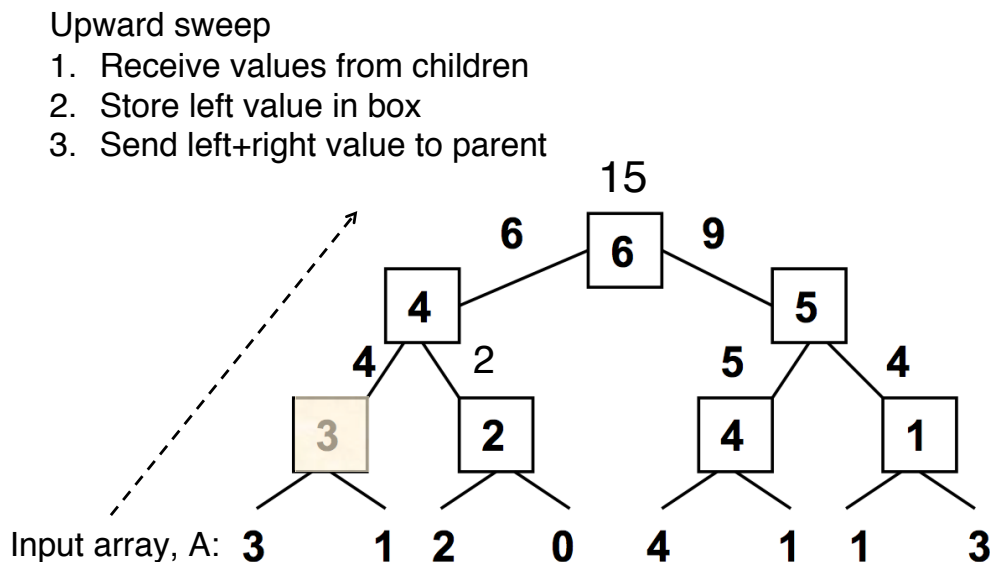 Upward sweep
1. Receive values from children
2. Store left value in box
3. Send left+right value to parent
15
6 6 9
4 5
4 2 5 4
3 2 4 1
Input array, A: 3 1 2 0 4 1 1 3